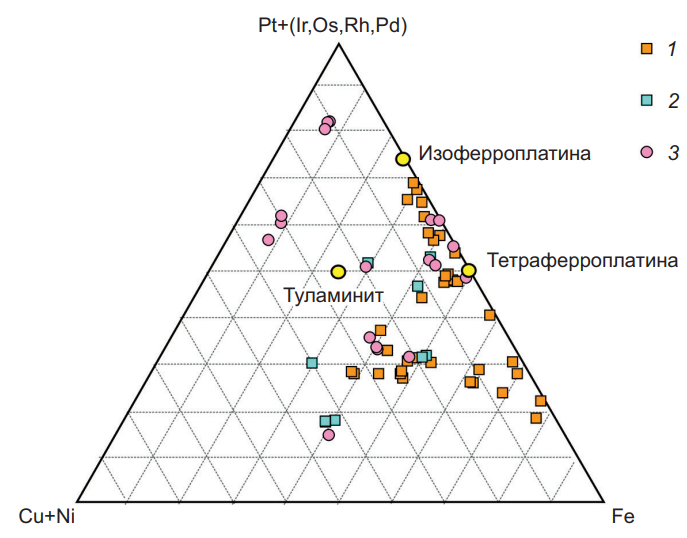 Pt+(Ir,Os,Rh,Pd)
1
2
3
Изоферроплатина
Тетраферроплатина
Туламинит
Cu+Ni
Fe